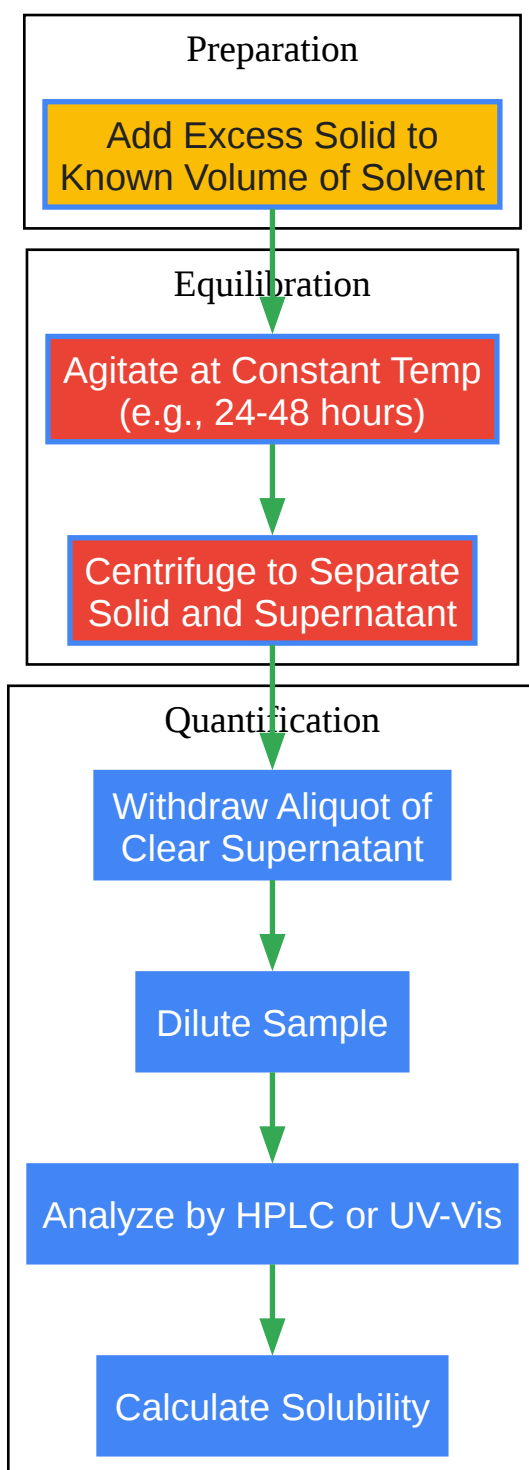 Preparation
Add Excess Solid to
Known Volume of Solvent
Equilibration
Agitate at Constant Temp
(e.g., 24-48 hours)
Centrifuge to Separate
Solid and Supernatant
Quantification
Withdraw Aliquot of
Clear Supernatant
Dilute Sample
Analyze by HPLC or UV-Vis
Calculate Solubility